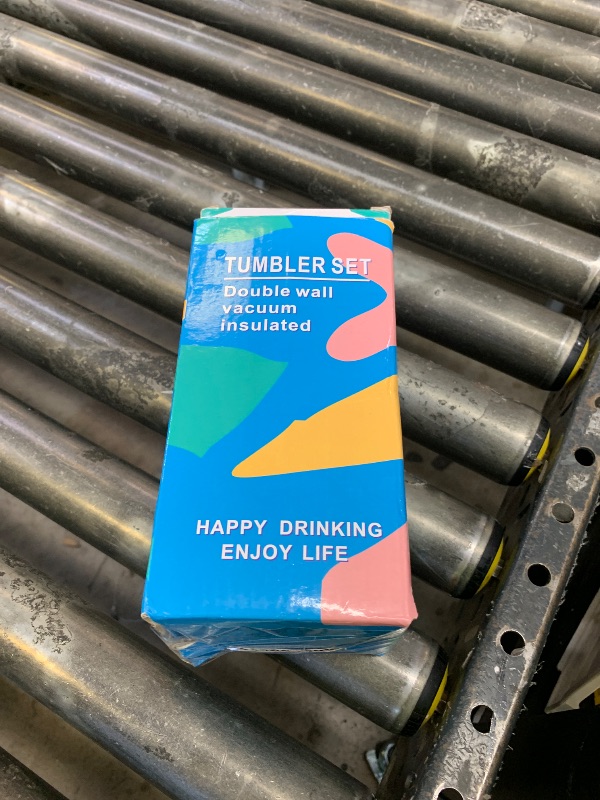 TUMBLER SET
Double wall
vacuum
insulated
HAPPY DRINKING
ENJOY LIFE